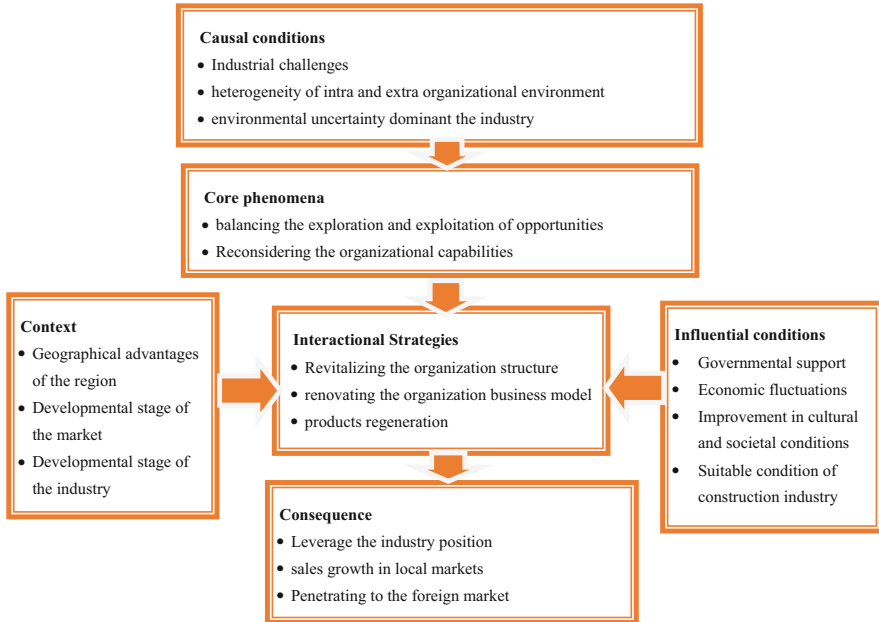 Causal conditions
• Industrial challenges
• heterogeneity of intra and extra organizational environment
• environmental uncertainty dominant the industry
Core phenomena
• balancing the exploration and exploitation of opportunities
• Reconsidering the organizational capabilities
Context
• Geographical advantages
of the region
• Developmental stage of
the market
• Developmental stage of
the industry
Interactional Strategies
• Revitalizing the organization structure
• renovating the organization business model
• products regeneration
Influential conditions
• Governmental support
• Economic fluctuations
• Improvement in cultural
and societal conditions
• Suitable condition of
construction industry
Consequence
• Leverage the industry position
• sales growth in local markets
• Penetrating to the foreign market